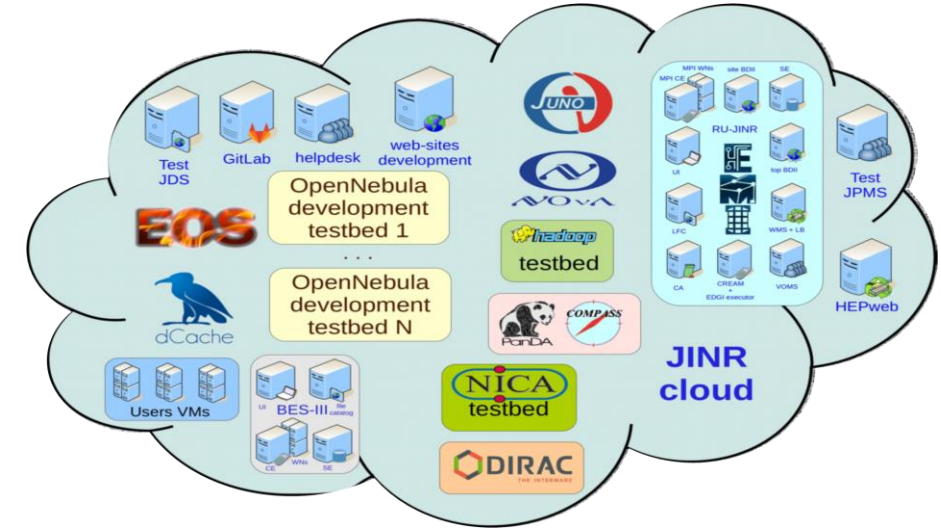 Test
JDS
GitLab
helpdesk
web-sites
development
EOS
OpenNebula
development
testbed 1
. . .
OpenNebula
development
testbed N
dCache
Users VMs
UI
BES-III
file
catalog
CE
WNs
SE
JUNO
NOvA
hadoop
testbed
PanDA
COMPASS
NICA
testbed
DIRAC
THE INTERWARE
MPI WNs
site BDII
SE
MPI CE
RU-JINR
UI
top BDII
LFC
WMS + LB
CA
CREAM
+
EDGI executor
VOMS
Test
JPMS
HEPweb
JINR
cloud